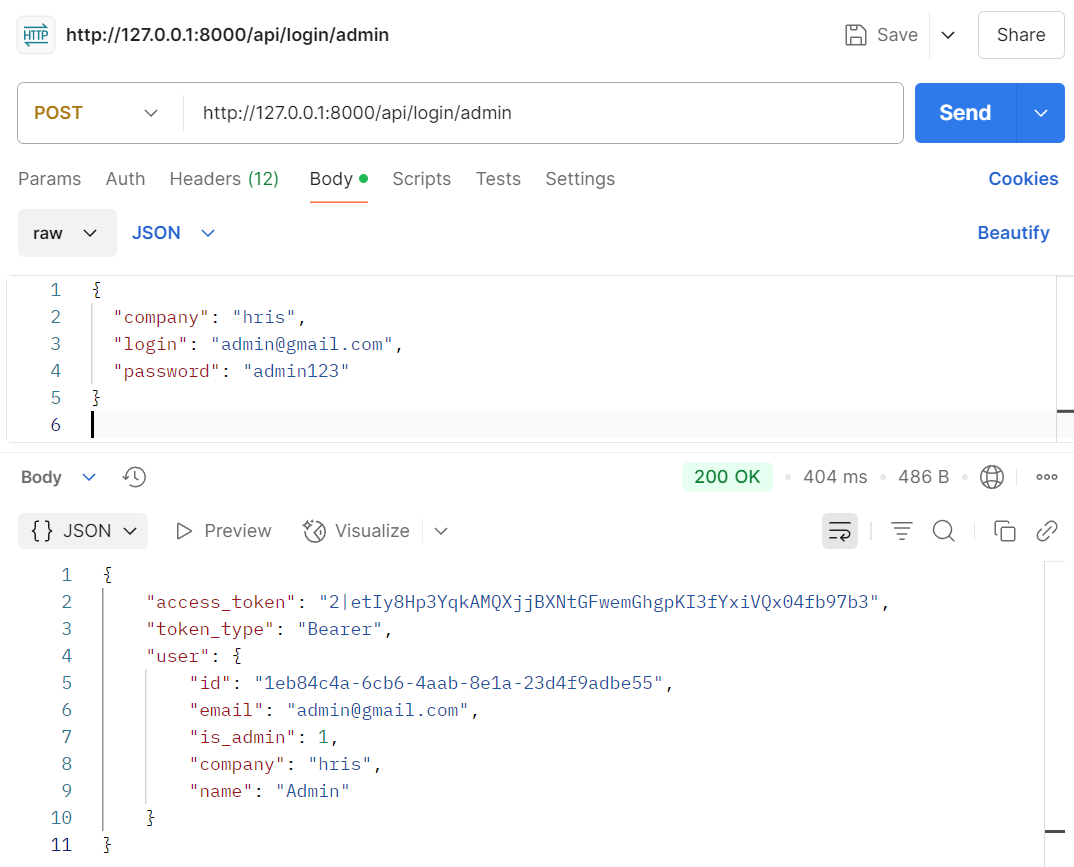 HTTP http://127.0.0.1:8000/api/login/admin Save Share
POST http://127.0.0.1:8000/api/login/admin Send
Params Auth Headers (12) Body Scripts Tests Settings Cookies
raw JSON Beautify
1 {
2 "company": "hris",
3 "login": "admin@gmail.com",
4 "password": "admin123"
5 }
6
Body 200 OK 404 ms 486 B
{} JSON Preview Visualize
1 {
2 "access_token": "2|etIy8Hp3YqkAMQXjjBXNtGFwemGhgpKI3fYxiVQx04fb97b3",
3 "token_type": "Bearer",
4 "user": {
5 "id": "1eb84c4a-6cb6-4aab-8e1a-23d4f9adbe55",
6 "email": "admin@gmail.com",
7 "is_admin": 1,
8 "company": "hris",
9 "name": "Admin"
10 }
11 }